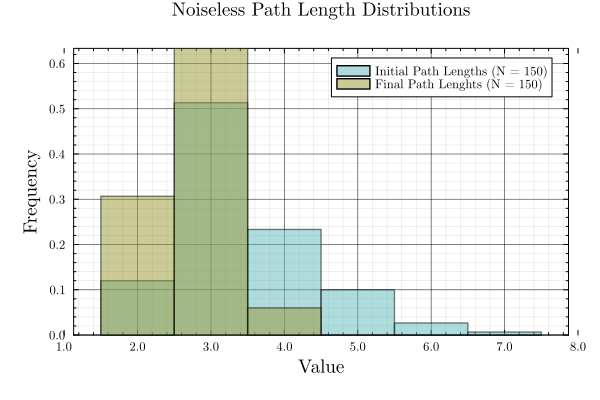 Noiseless Path Length Distributions
Initial Path Lengths (N = 150)
Final Path Lenghts (N = 150)
Frequency
0.6
0.5
0.4
0.3
0.2
0.1
0.0
1.0 2.0 3.0 4.0 5.0 6.0 7.0 8.0
Value